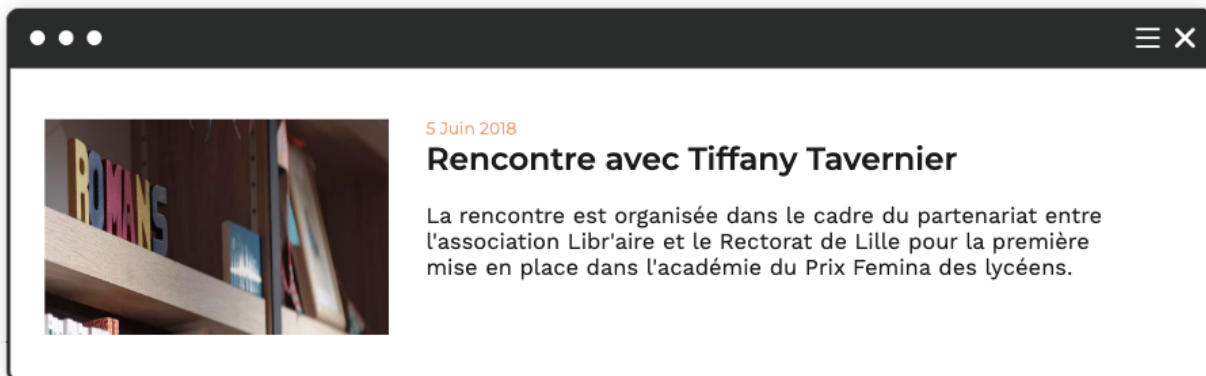 ROMANS
5 Juin 2018
Rencontre avec Tiffany Tavernier
La rencontre est organisée dans le cadre du partenariat entre
l'association Libr'aire et le Rectorat de Lille pour la première
mise en place dans l'académie du Prix Femina des lycéens.